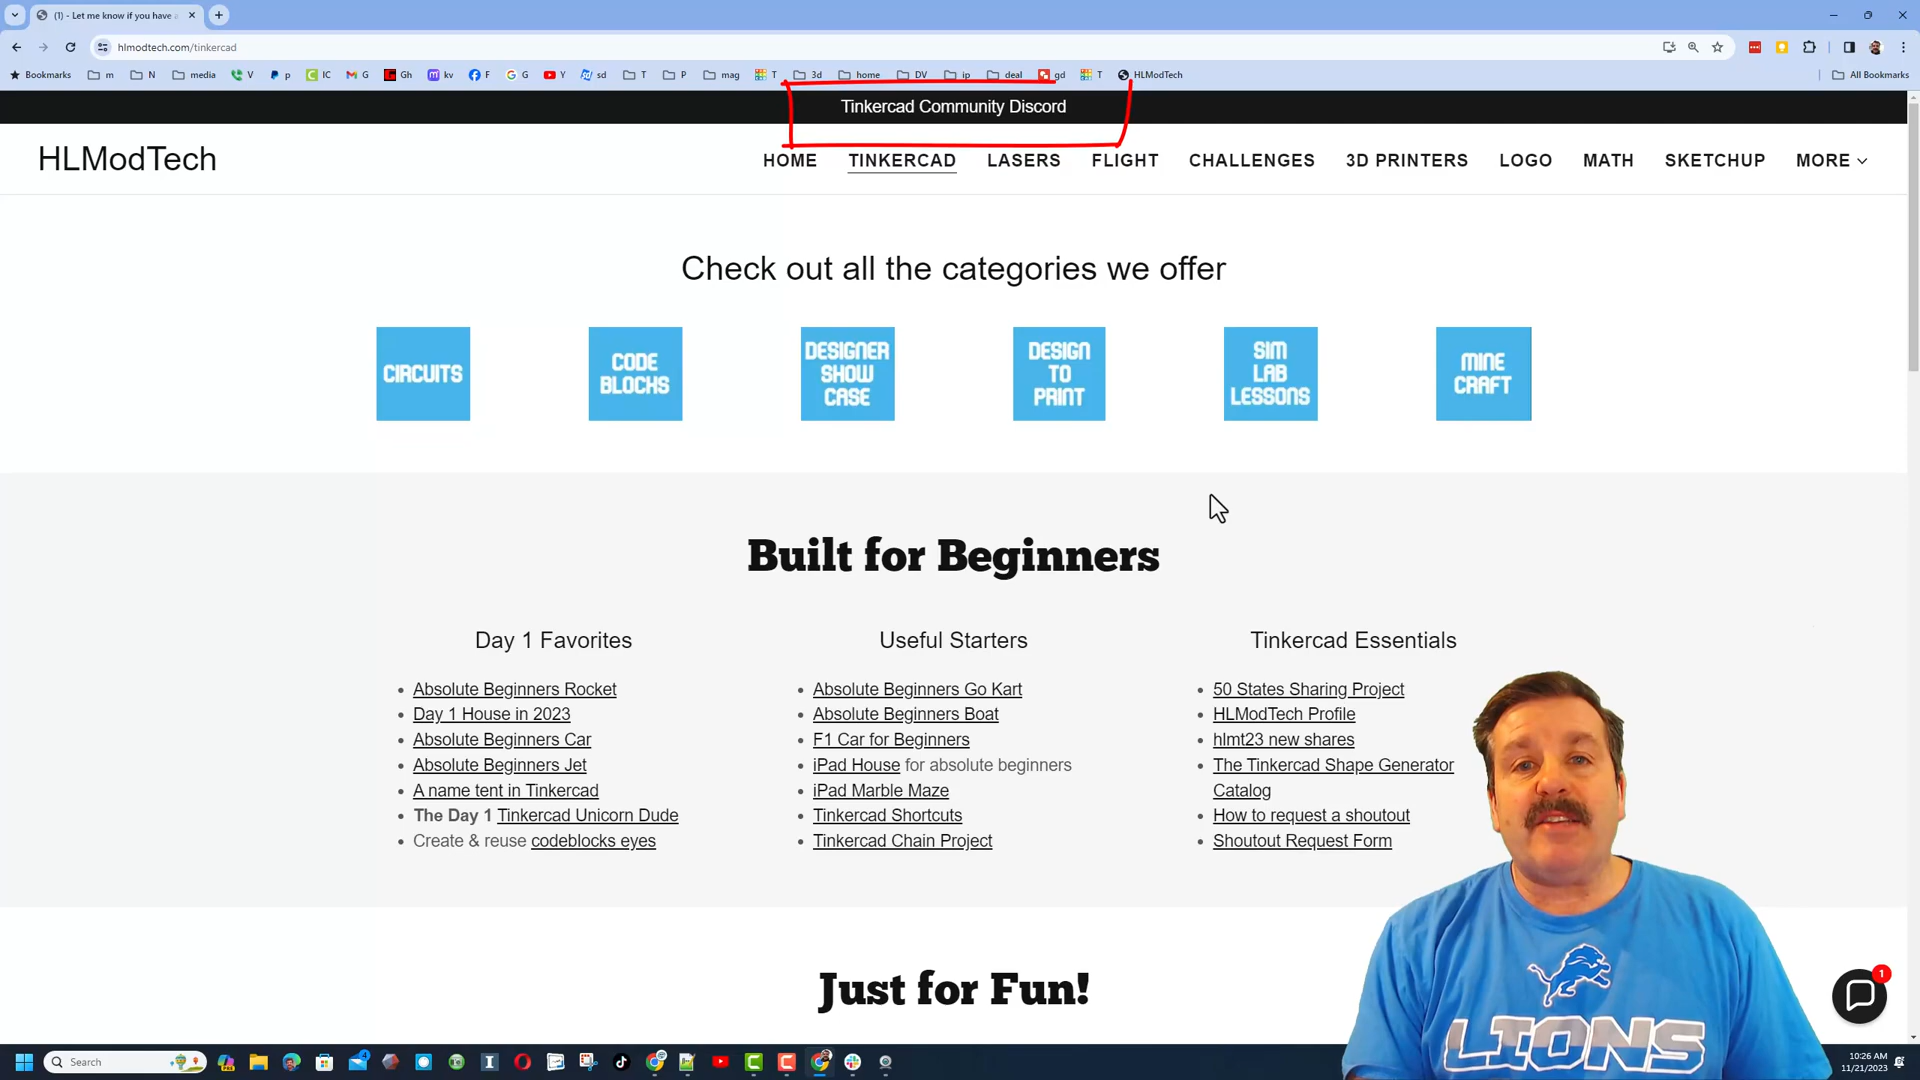 (1) - Let me know if you have a
hlmodtech.com/tinkercad
Bookmarks m N media V p IC G Gh kv F G Y sd T P mag T 3d home DV ip deal gd T HLModTech All Bookmarks
Tinkercad Community Discord
HLModTech
HOME TINKERCAD LASERS FLIGHT CHALLENGES 3D PRINTERS LOGO MATH SKETCHUP MORE
Check out all the categories we offer
CIRCUITS
CODE
BLOCKS
DESIGNER
SHOW
CASE
DESIGN
TO
PRINT
SIM
LAB
LESSONS
MINE
CRAFT
Built for Beginners
Day 1 Favorites
Absolute Beginners Rocket
Day 1 House in 2023
Absolute Beginners Car
Absolute Beginners Jet
A name tent in Tinkercad
The Day 1 Tinkercad Unicorn Dude
Create & reuse codeblocks eyes
Useful Starters
Absolute Beginners Go Kart
Absolute Beginners Boat
F1 Car for Beginners
iPad House for absolute beginners
iPad Marble Maze
Tinkercad Shortcuts
Tinkercad Chain Project
Tinkercad Essentials
50 States Sharing Project
HLModTech Profile
hlmt23 new shares
The Tinkercad Shape Generator
Catalog
How to request a shoutout
Shoutout Request Form
Just for Fun!
LIONS
1
Search
10:26 AM
11/21/2023